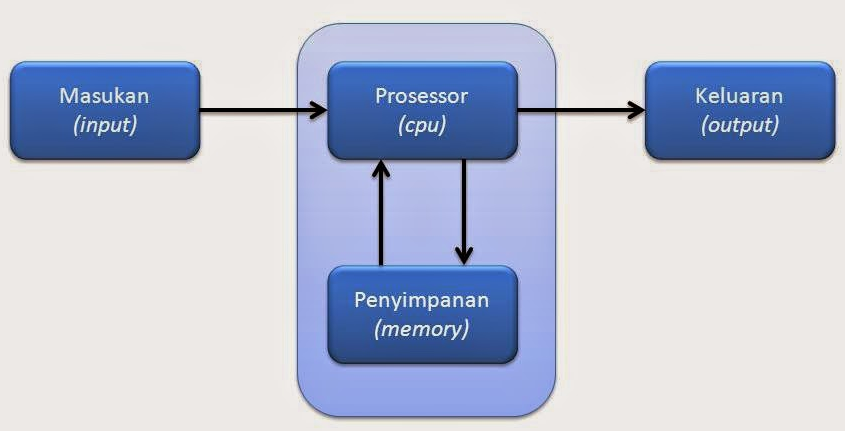 Masukan
(input)
Prosessor
(cpu)
Keluaran
(output)
Penyimpanan
(memory)